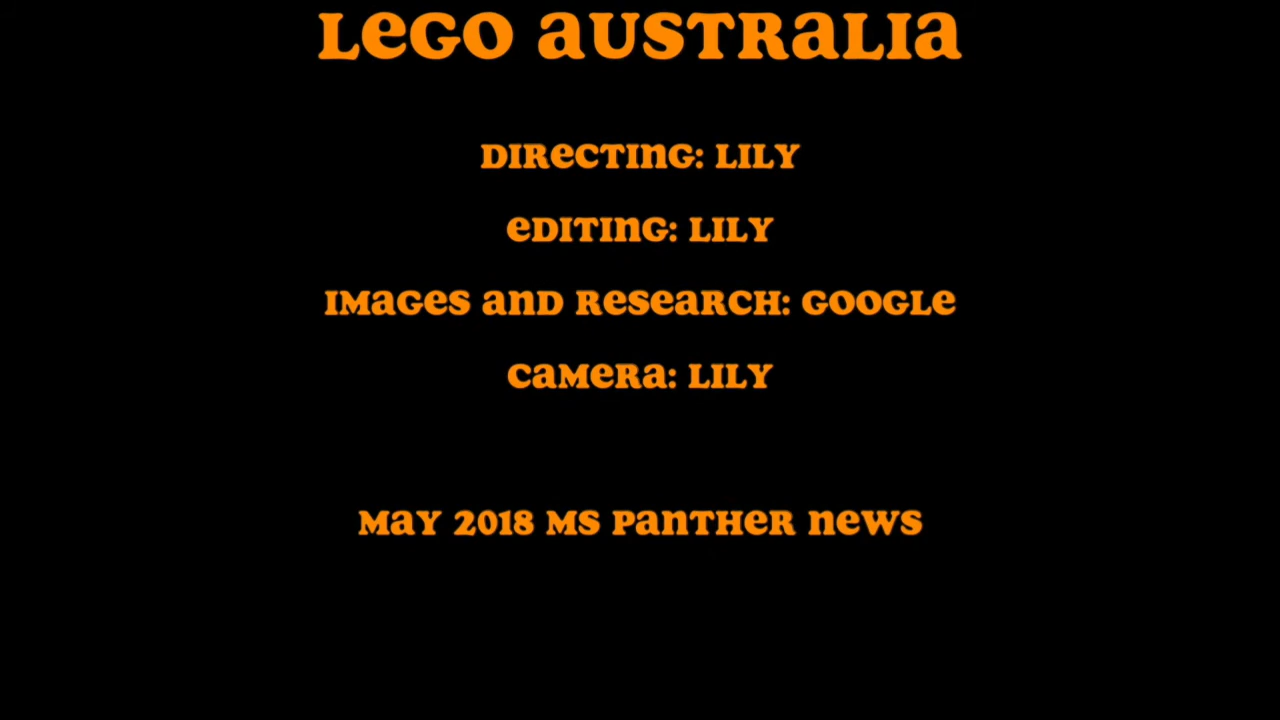 LeGO aUSTRaLIa
DIReCTInG: LILY
eDITInG: LILY
IMaGeS anD ReSeaRCH: GOOGLe
CaMeRa: LILY
MaY 2018 MS PanTHeR neWS